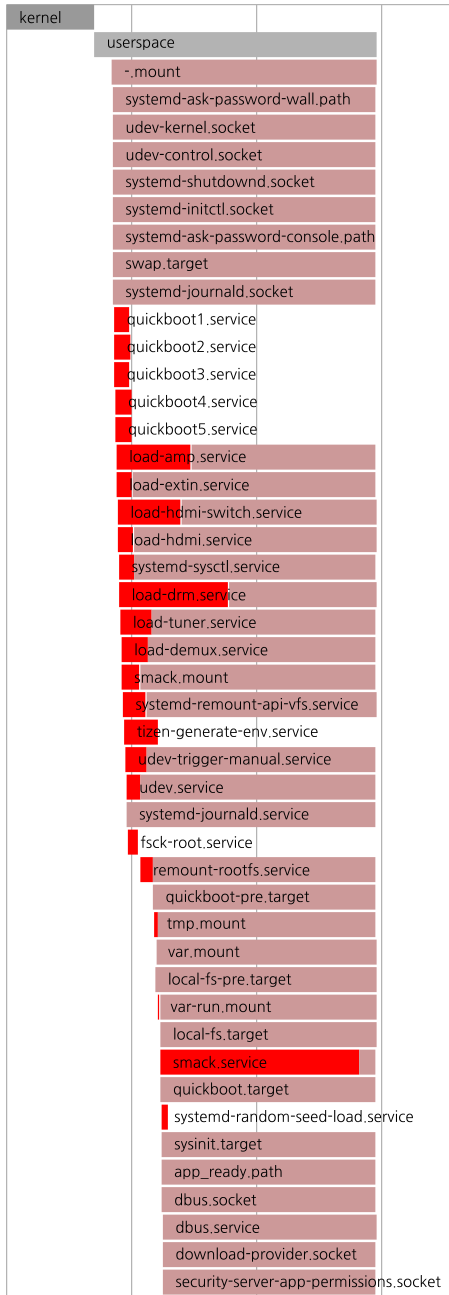 kernel
userspace
-.mount
systemd-ask-password-wall.path
udev-kernel.socket
udev-control.socket
systemd-shutdownd.socket
systemd-initctl.socket
systemd-ask-password-console.path
swap.target
systemd-journald.socket
quickboot1.service
quickboot2.service
quickboot3.service
quickboot4.service
quickboot5.service
load-amp.service
load-extin.service
load-hdmi-switch.service
load-hdmi.service
systemd-sysctl.service
load-drm.service
load-tuner.service
load-demux.service
smack.mount
systemd-remount-api-vfs.service
tizen-generate-env.service
udev-trigger-manual.service
udev.service
systemd-journald.service
fsck-root.service
remount-rootfs.service
quickboot-pre.target
tmp.mount
var.mount
local-fs-pre.target
var-run.mount
local-fs.target
smack.service
quickboot.target
systemd-random-seed-load.service
sysinit.target
app_ready.path
dbus.socket
dbus.service
download-provider.socket
security-server-app-permissions.socket